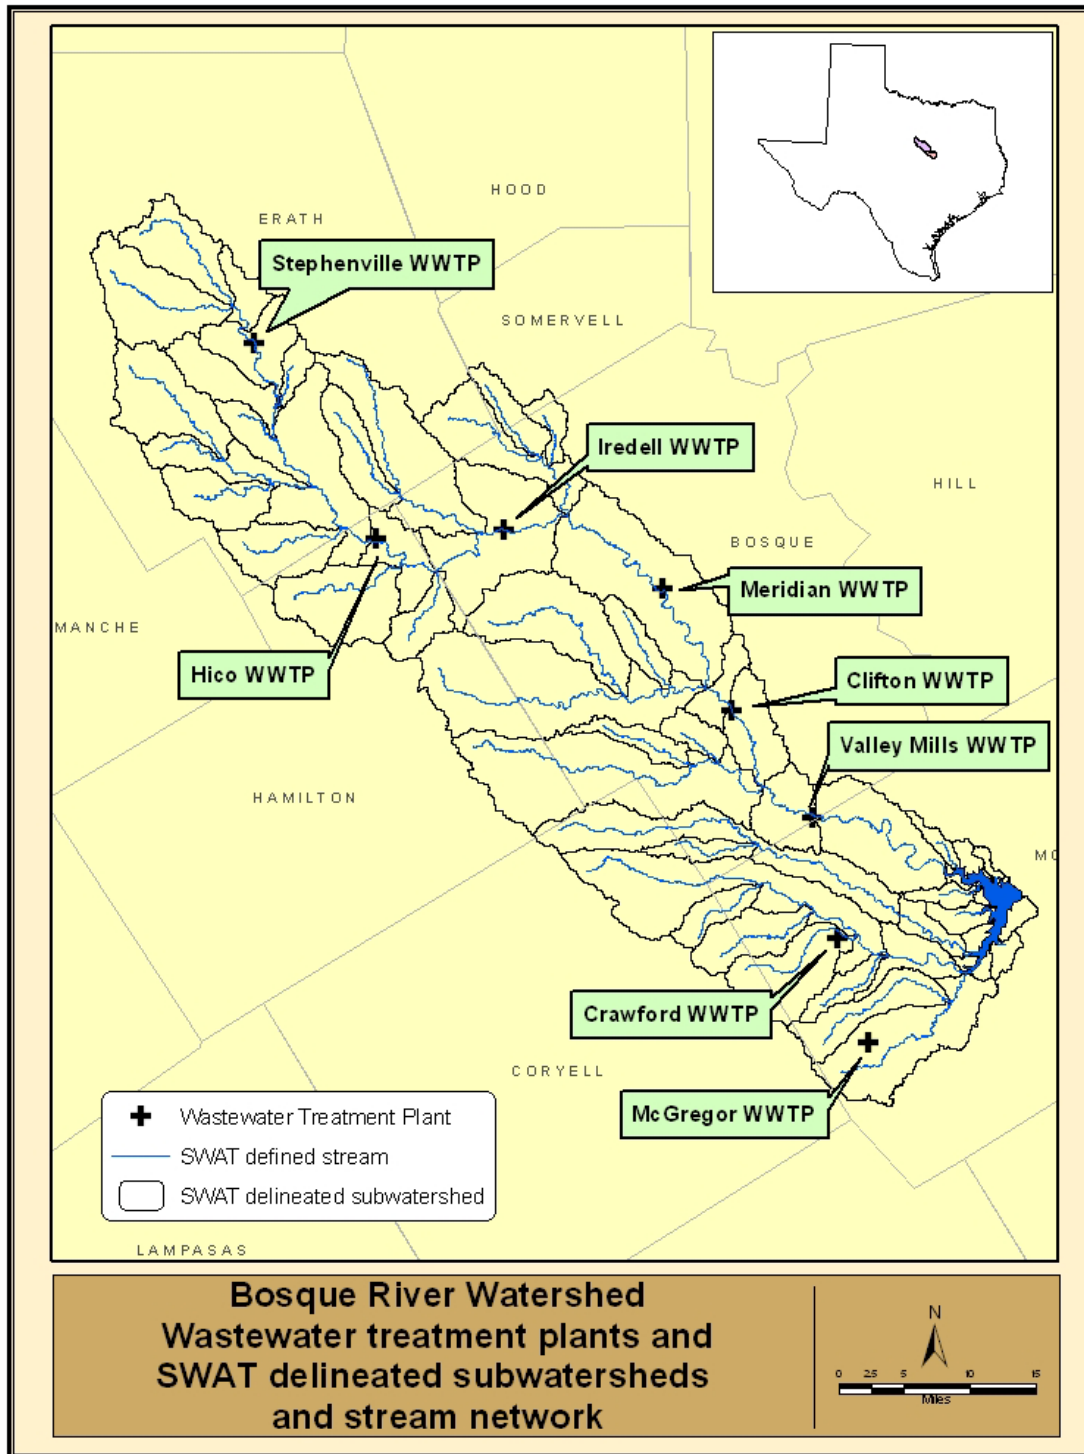 HOOD
ERATH
Stephenville WWTP
SOMERVELL
Iredell WWTP
HILL
BOSQUE
Meridian WWTP
MANCHE
Hico WWTP
Clifton WWTP
Valley Mills WWTP
HAMILTON
MC
Crawford WWTP
CORYELL
McGregor WWTP
Wastewater Treatment Plant
SWAT defined stream
SWAT delineated subwatershed
LAMPASAS
Bosque River Watershed
Wastewater treatment plants and
SWAT delineated subwatersheds
and stream network
N
0 2.5 5 10 15
Miles